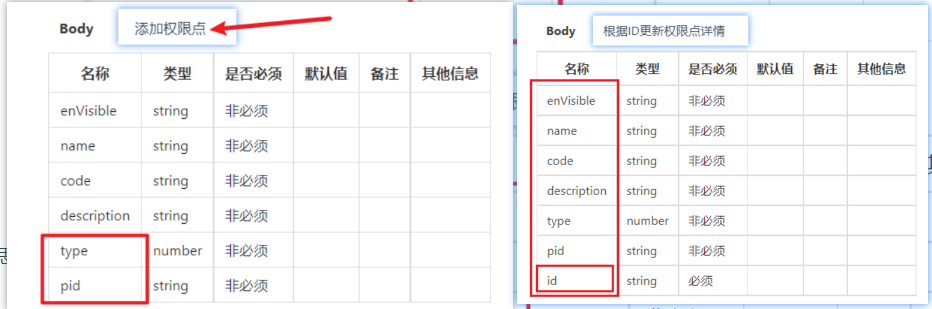 Body 添加权限点
名称 类型 是否必须 默认值 备注 其他信息
enVisible string 非必须
name string 非必须
code string 非必须
description string 非必须
type number 非必须
pid string 非必须
Body 根据ID更新权限点详情
名称 类型 是否必须 默认值 备注 其他信息
enVisible string 非必须
name string 非必须
code string 非必须
description string 非必须
type number 非必须
pid string 非必须
id string 必须